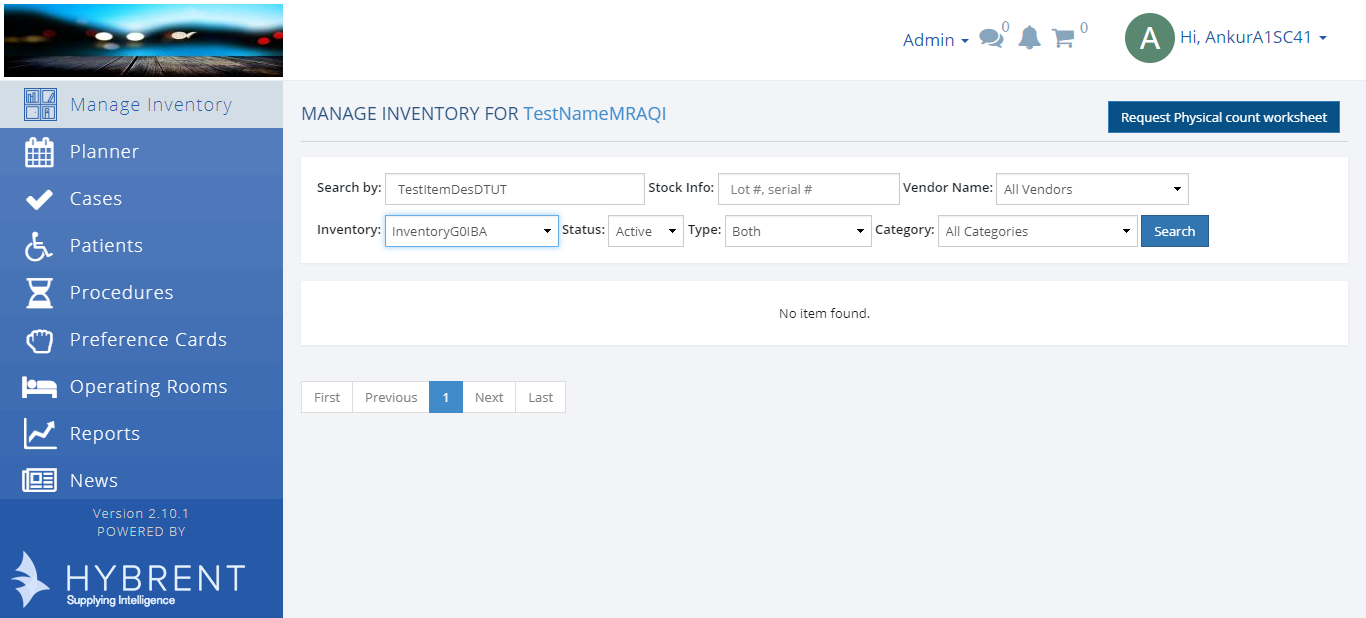 Admin 0 0 A Hi, AnkurA1SC41
Manage Inventory
Planner
Cases
Patients
Procedures
Preference Cards
Operating Rooms
Reports
News
Version 2.10.1
POWERED BY
HYBRENT
Supplying Intelligence
MANAGE INVENTORY FOR TestNameMRAQI
Request Physical count worksheet
Search by: TestItemDesDTUT Stock Info: Lot #, serial # Vendor Name: All Vendors
Inventory: InventoryG0IBA Status: Active Type: Both Category: All Categories Search
No item found.
First Previous 1 Next Last